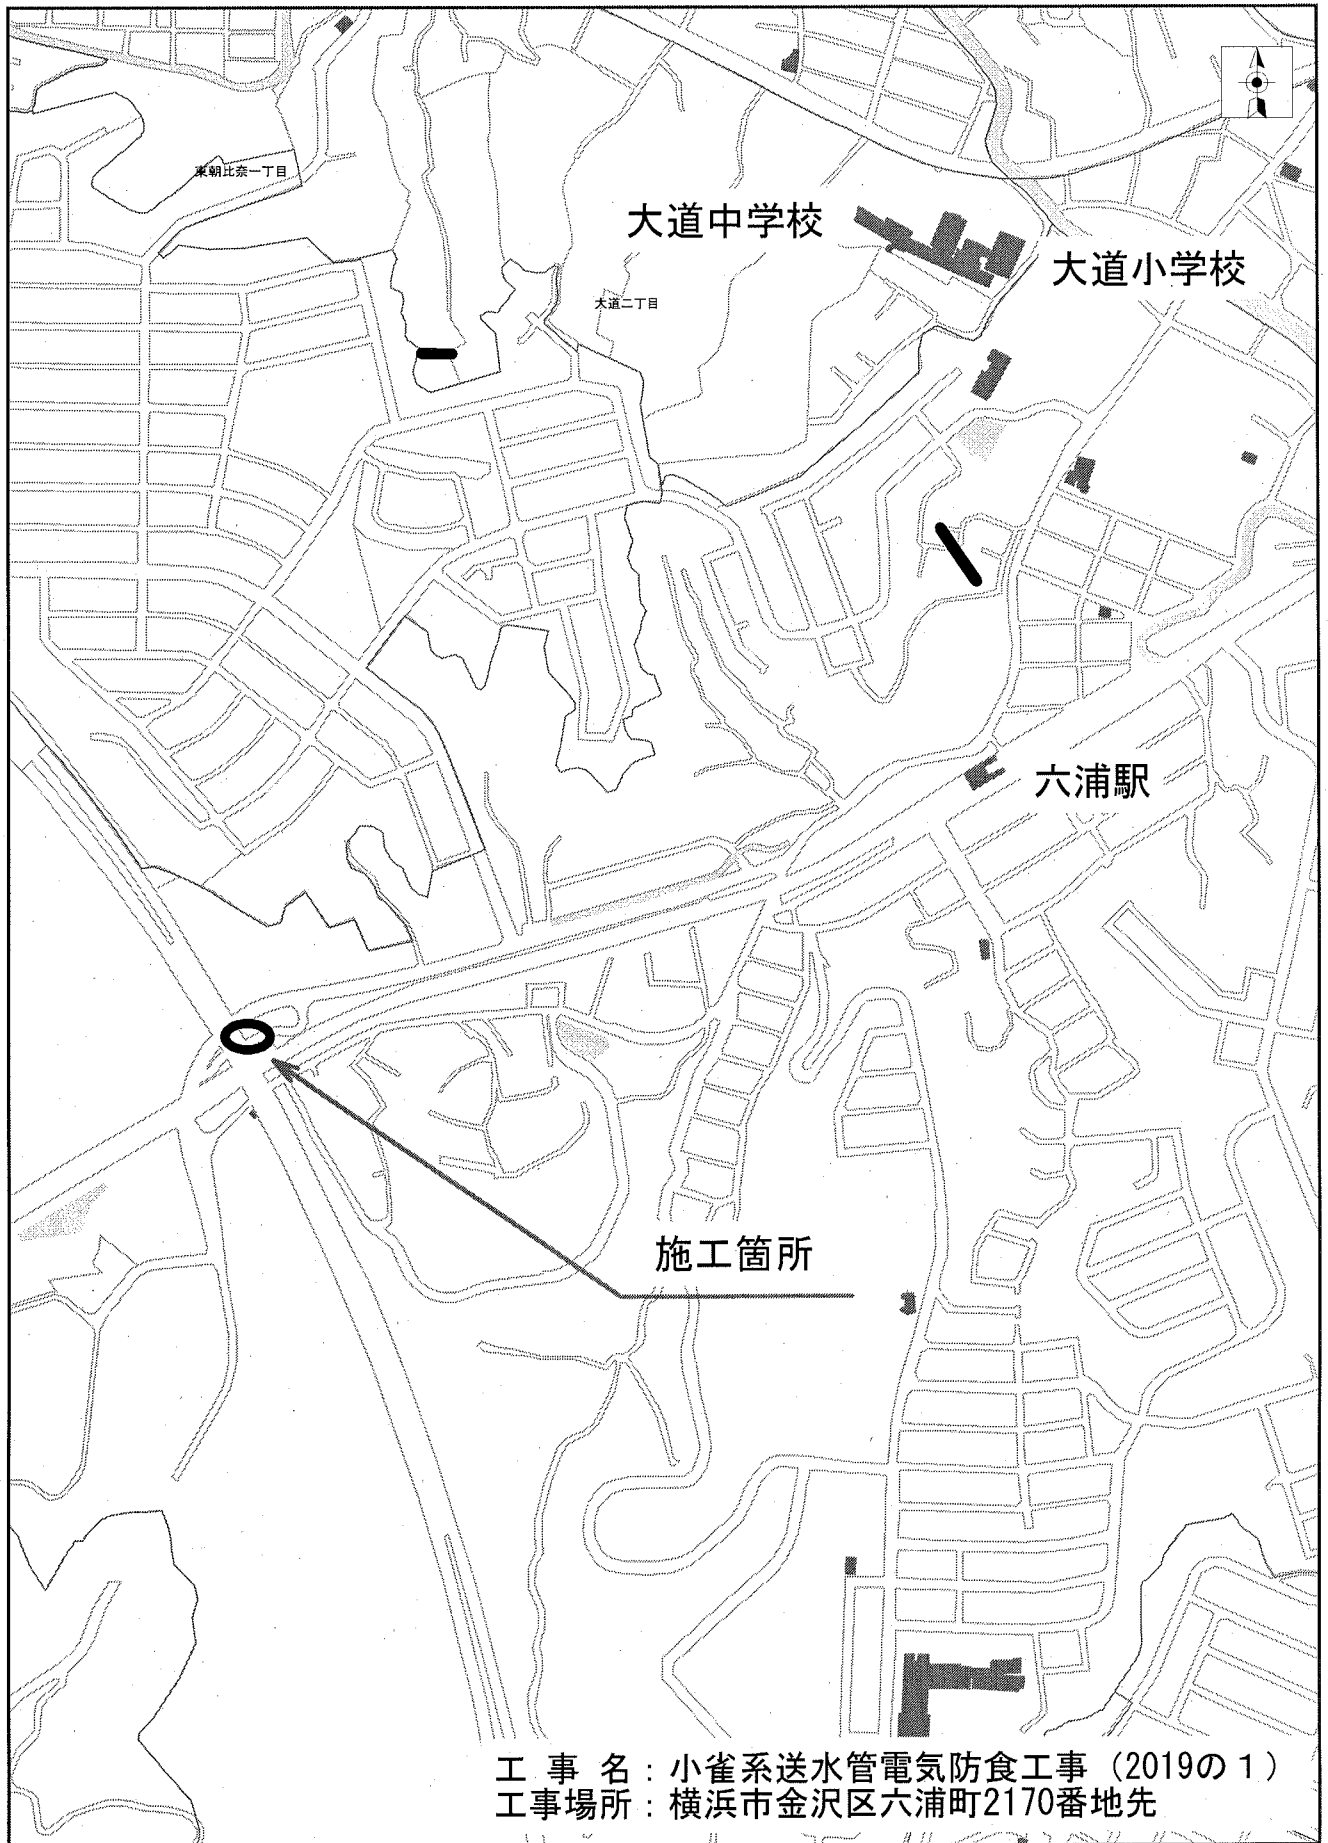 東朝比奈一丁目
大道中学校
大道小学校
大道二丁目
六浦駅
施工箇所
工 事 名：小雀系送水管電気防食工事（2019の１）
工事場所：横浜市金沢区六浦町2170番地先